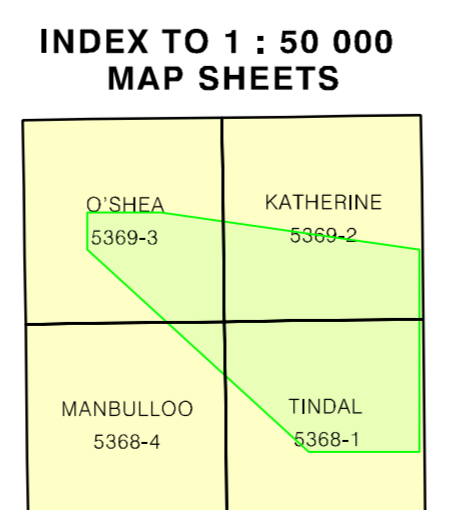 INDEX TO 1 : 50 000
MAP SHEETS
O'SHEA
5369-3
KATHERINE
5369-2
MANBULLOO
5368-4
TINDAL
5368-1